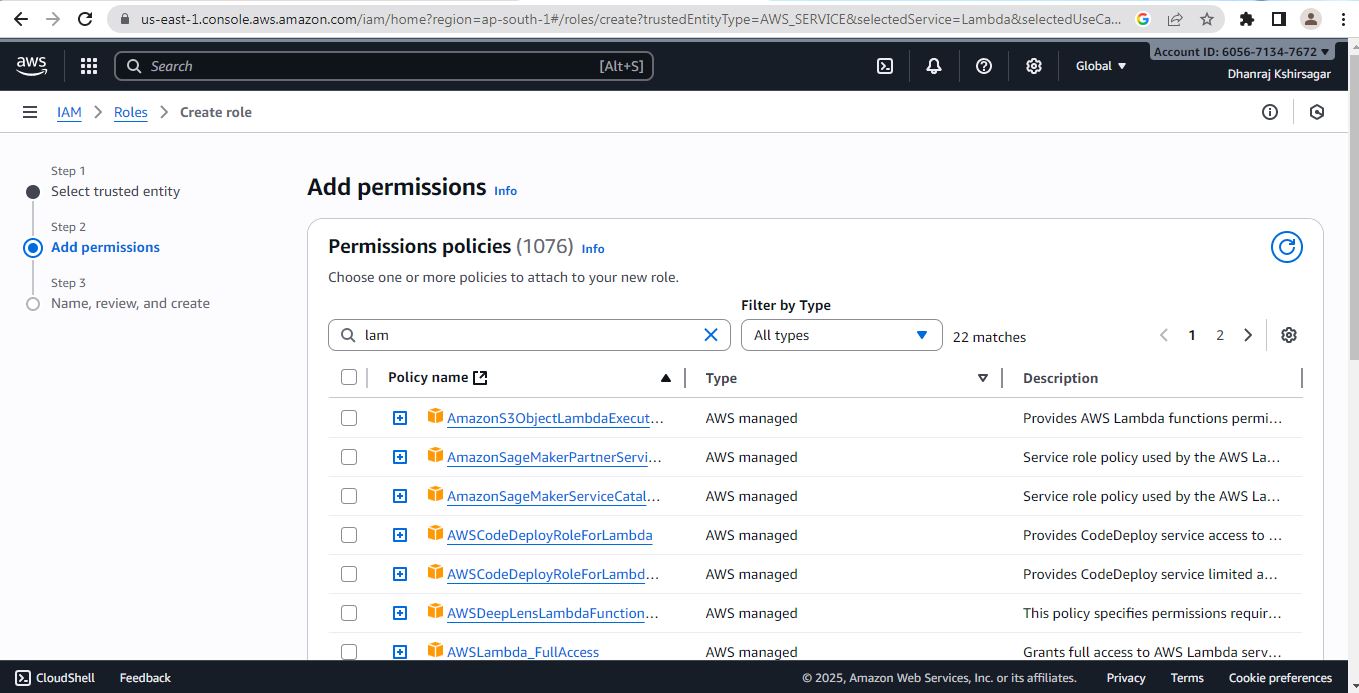 us-east-1.console.aws.amazon.com/iam/home?region=ap-south-1#/roles/create?trustedEntityType=AWS_SERVICE&selectedService=Lambda&selectedUseCa...
aws
Search [Alt+S]
Global
Account ID: 6056-7134-7672
Dhanraj Kshirsagar
IAM > Roles > Create role
Step 1
Select trusted entity
Step 2
Add permissions
Step 3
Name, review, and create
Add permissions Info
Permissions policies (1076) Info
Choose one or more policies to attach to your new role.
Filter by Type
lam
All types
22 matches
1 2
Policy name Type Description
AmazonS3ObjectLambdaExecut... AWS managed Provides AWS Lambda functions permi...
AmazonSageMakerPartnerServi... AWS managed Service role policy used by the AWS La...
AmazonSageMakerServiceCatal... AWS managed Service role policy used by the AWS La...
AWSCodeDeployRoleForLambda AWS managed Provides CodeDeploy service access to ...
AWSCodeDeployRoleForLambd... AWS managed Provides CodeDeploy service limited a...
AWSDeepLensLambdaFunction... AWS managed This policy specifies permissions requir...
AWSLambda_FullAccess AWS managed Grants full access to AWS Lambda serv...
CloudShell Feedback © 2025, Amazon Web Services, Inc. or its affiliates. Privacy Terms Cookie preferences